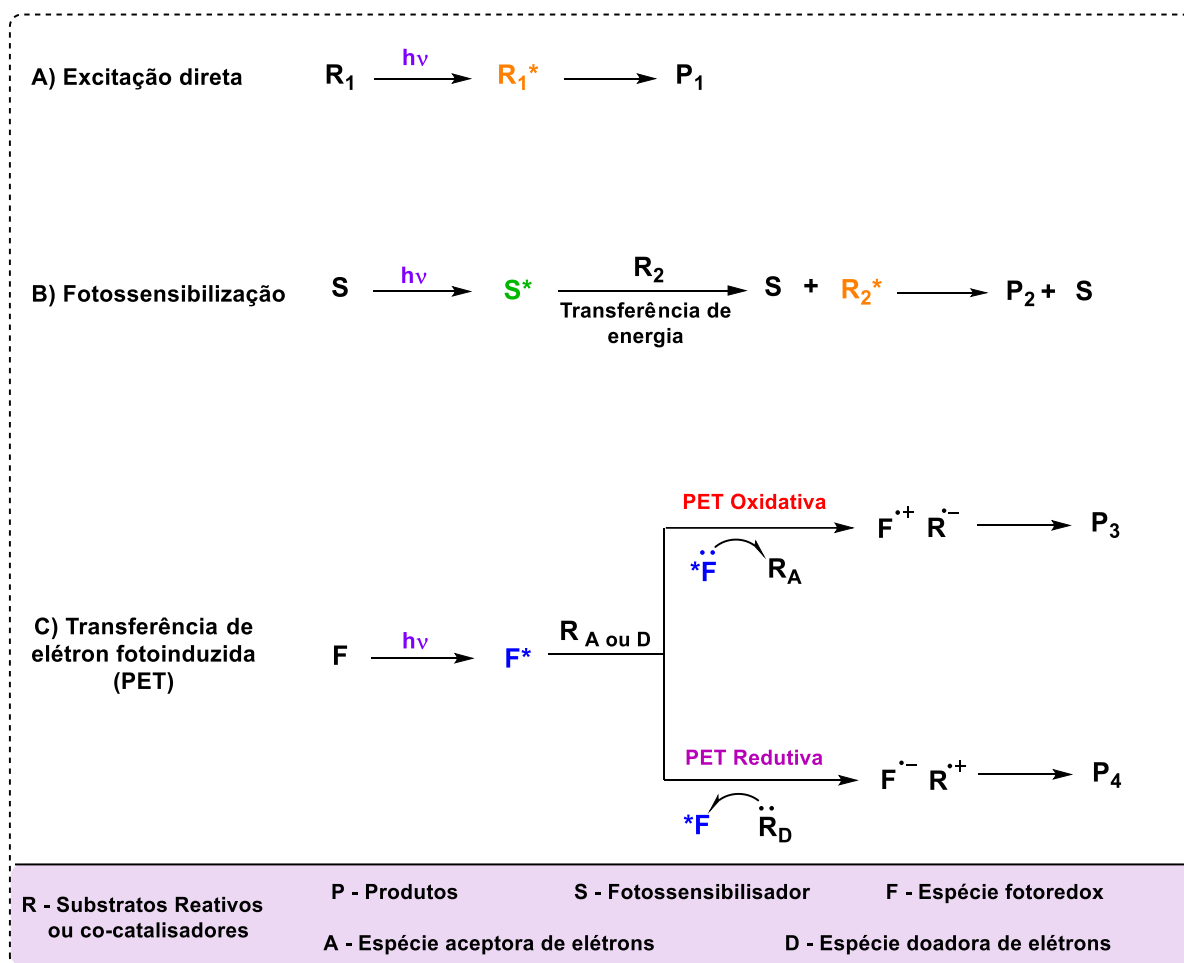 hν
A) Excitação direta R₁ R₁* P₁
R₂
hν
B) Fotossensibilização S S* S + R₂* P₂ + S
Transferência de
energia
PET Oxidativa
F•+ R•− P₃
*F̈ R_A
C) Transferência de
elétron fotoinduzida
(PET)
hν
F F* R A ou D
PET Redutiva
F•− R•+ P₄
*F R̈_D
R - Substratos Reativos
ou co-catalisadores
P - Produtos S - Fotossensibilisador F - Espécie fotoredox
A - Espécie aceptora de elétrons D - Espécie doadora de elétrons